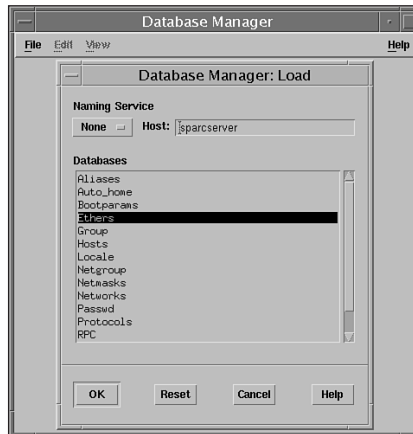 Database Manager
File Edit View Help
Database Manager: Load
Naming Service
None Host: sparcserver
Databases
Aliases
Auto_home
Bootparams
Ethers
Group
Hosts
Locale
Netgroup
Netmasks
Networks
Passwd
Protocols
RPC
OK Reset Cancel Help